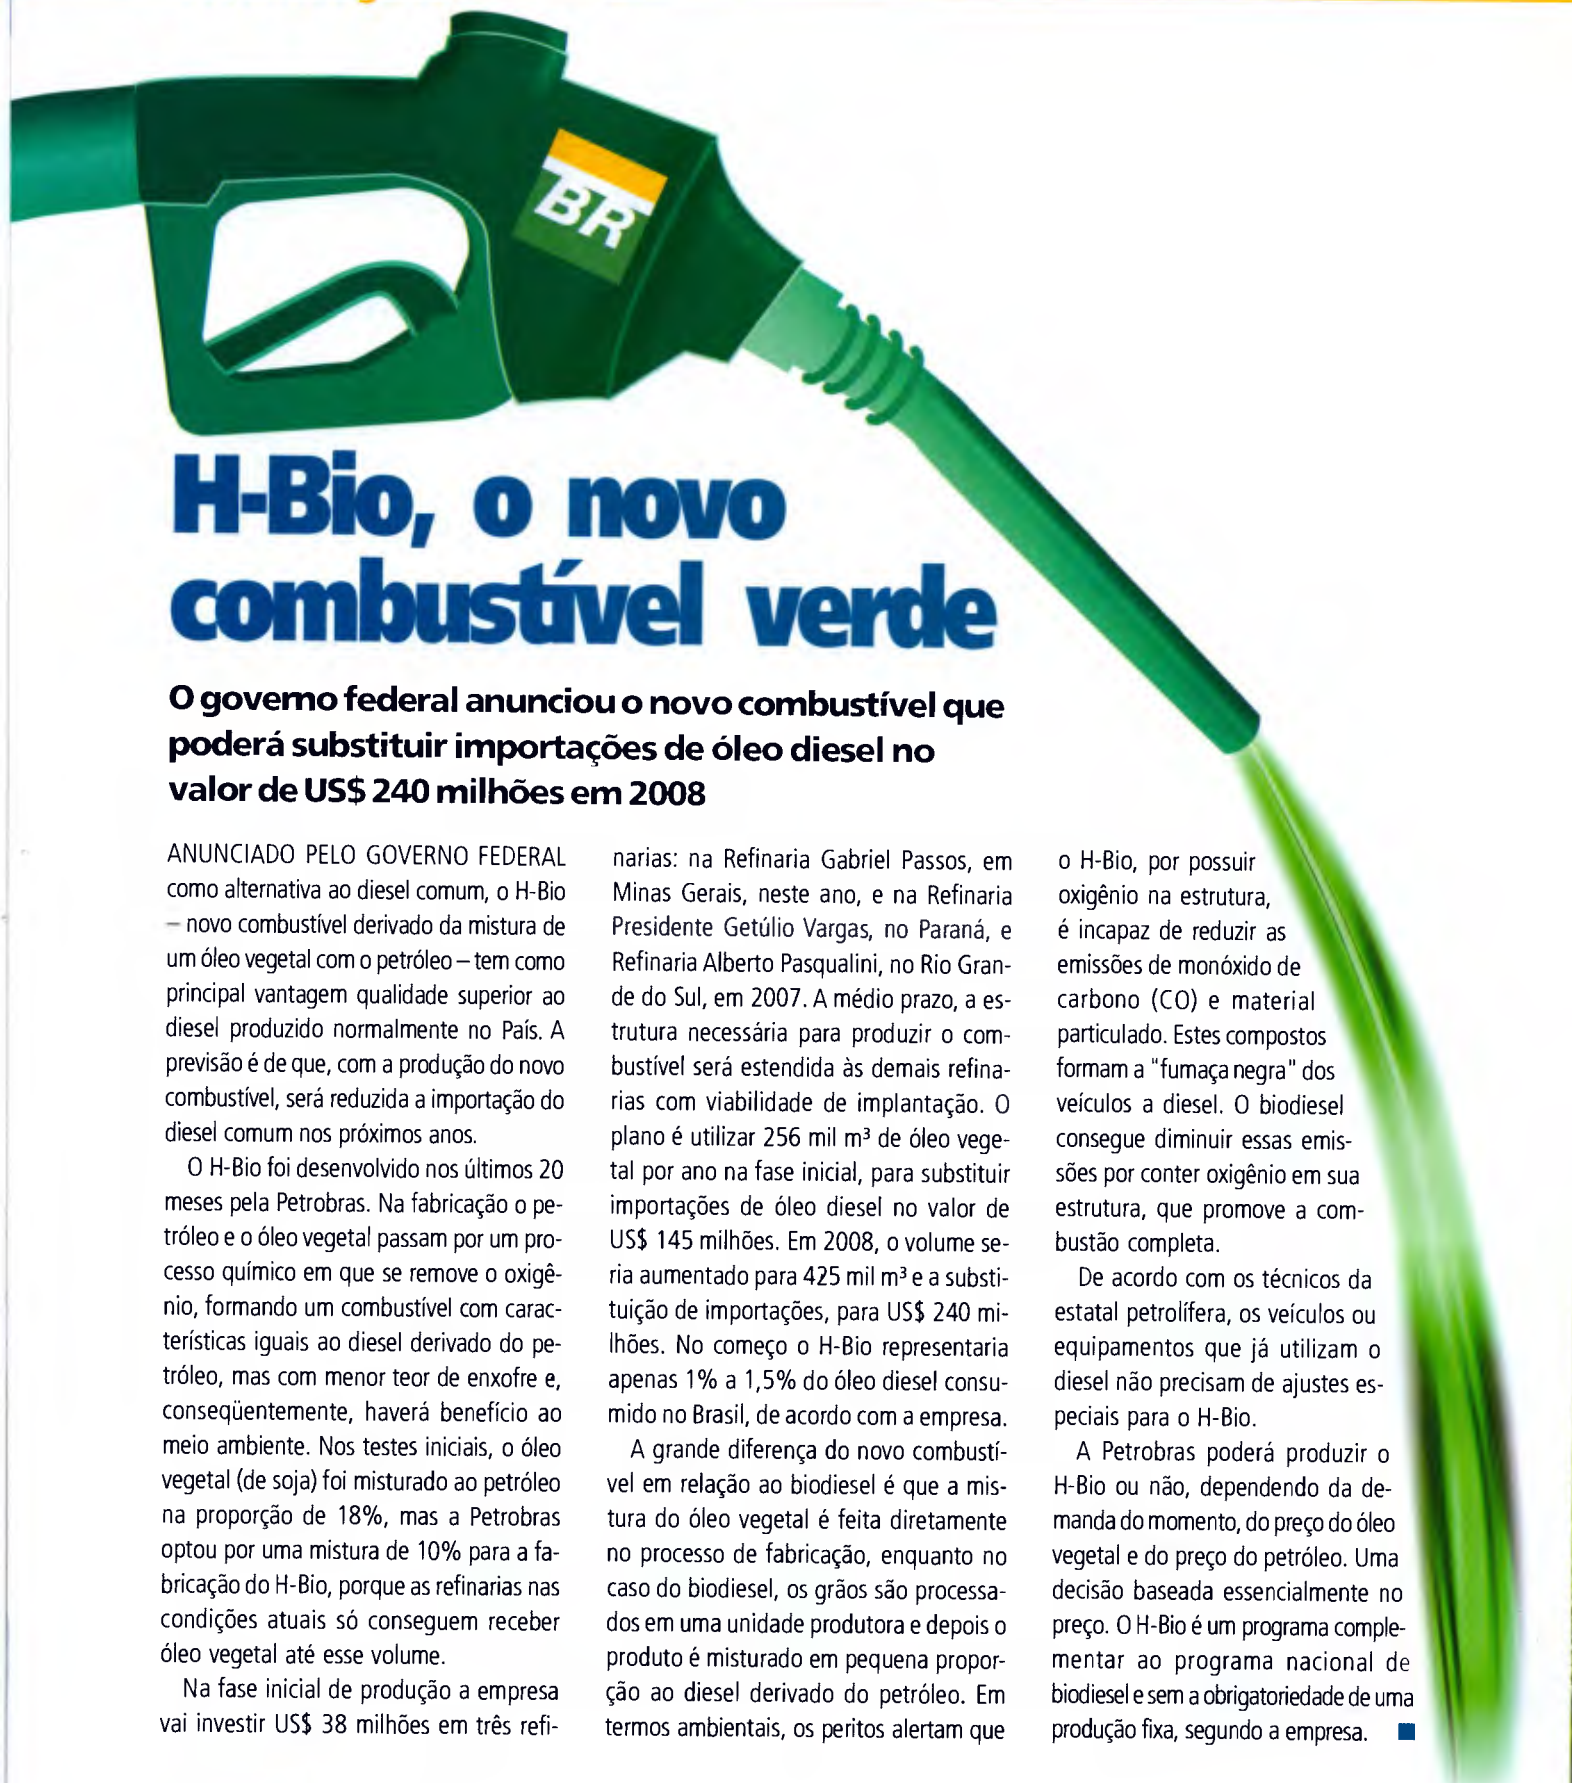 BR
H-Bio, o novo
combustível verde
O governo federal anunciou o novo combustível que
poderá substituir importações de óleo diesel no
valor de US$ 240 milhões em 2008
ANUNCIADO PELO GOVERNO FEDERAL
como alternativa ao diesel comum, o H-Bio
– novo combustível derivado da mistura de
um óleo vegetal com o petróleo – tem como
principal vantagem qualidade superior ao
diesel produzido normalmente no País. A
previsão é de que, com a produção do novo
combustível, será reduzida a importação do
diesel comum nos próximos anos.
O H-Bio foi desenvolvido nos últimos 20
meses pela Petrobras. Na fabricação o pe-
tróleo e o óleo vegetal passam por um pro-
cesso químico em que se remove o oxigê-
nio, formando um combustível com carac-
terísticas iguais ao diesel derivado do pe-
tróleo, mas com menor teor de enxofre e,
conseqüentemente, haverá benefício ao
meio ambiente. Nos testes iniciais, o óleo
vegetal (de soja) foi misturado ao petróleo
na proporção de 18%, mas a Petrobras
optou por uma mistura de 10% para a fa-
bricação do H-Bio, porque as refinarias nas
condições atuais só conseguem receber
óleo vegetal até esse volume.
Na fase inicial de produção a empresa
vai investir US$ 38 milhões em três refi-
narias: na Refinaria Gabriel Passos, em
Minas Gerais, neste ano, e na Refinaria
Presidente Getúlio Vargas, no Paraná, e
Refinaria Alberto Pasqualini, no Rio Gran-
de do Sul, em 2007. A médio prazo, a es-
trutura necessária para produzir o com-
bustível será estendida às demais refina-
rias com viabilidade de implantação. O
plano é utilizar 256 mil m³ de óleo vege-
tal por ano na fase inicial, para substituir
importações de óleo diesel no valor de
US$ 145 milhões. Em 2008, o volume se-
ria aumentado para 425 mil m³ e a substi-
tuição de importações, para US$ 240 mi-
lhões. No começo o H-Bio representaria
apenas 1% a 1,5% do óleo diesel consu-
mido no Brasil, de acordo com a empresa.
A grande diferença do novo combustí-
vel em relação ao biodiesel é que a mis-
tura do óleo vegetal é feita diretamente
no processo de fabricação, enquanto no
caso do biodiesel, os grãos são processa-
dos em uma unidade produtora e depois o
produto é misturado em pequena propor-
ção ao diesel derivado do petróleo. Em
termos ambientais, os peritos alertam que
o H-Bio, por possuir
oxigênio na estrutura,
é incapaz de reduzir as
emissões de monóxido de
carbono (CO) e material
particulado. Estes compostos
formam a "fumaça negra" dos
veículos a diesel. O biodiesel
consegue diminuir essas emis-
sões por conter oxigênio em sua
estrutura, que promove a com-
bustão completa.
De acordo com os técnicos da
estatal petrolífera, os veículos ou
equipamentos que já utilizam o
diesel não precisam de ajustes es-
peciais para o H-Bio.
A Petrobras poderá produzir o
H-Bio ou não, dependendo da de-
manda do momento, do preço do óleo
vegetal e do preço do petróleo. Uma
decisão baseada essencialmente no
preço. O H-Bio é um programa comple-
mentar ao programa nacional de
biodiesel e sem a obrigatoriedade de uma
produção fixa, segundo a empresa.